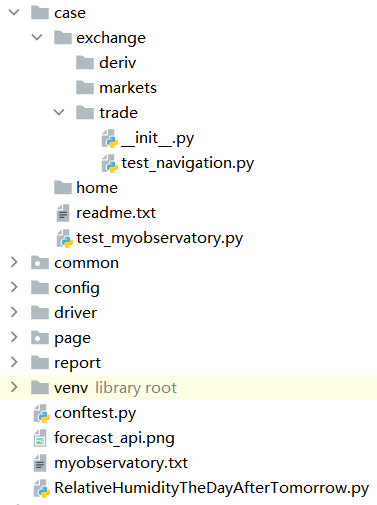 case
exchange
deriv
markets
trade
__init__.py
test_navigation.py
home
readme.txt
test_myobservatory.py
common
config
driver
page
report
venv library root
conftest.py
forecast_api.png
myobservatory.txt
RelativeHumidityTheDayAfterTomorrow.py